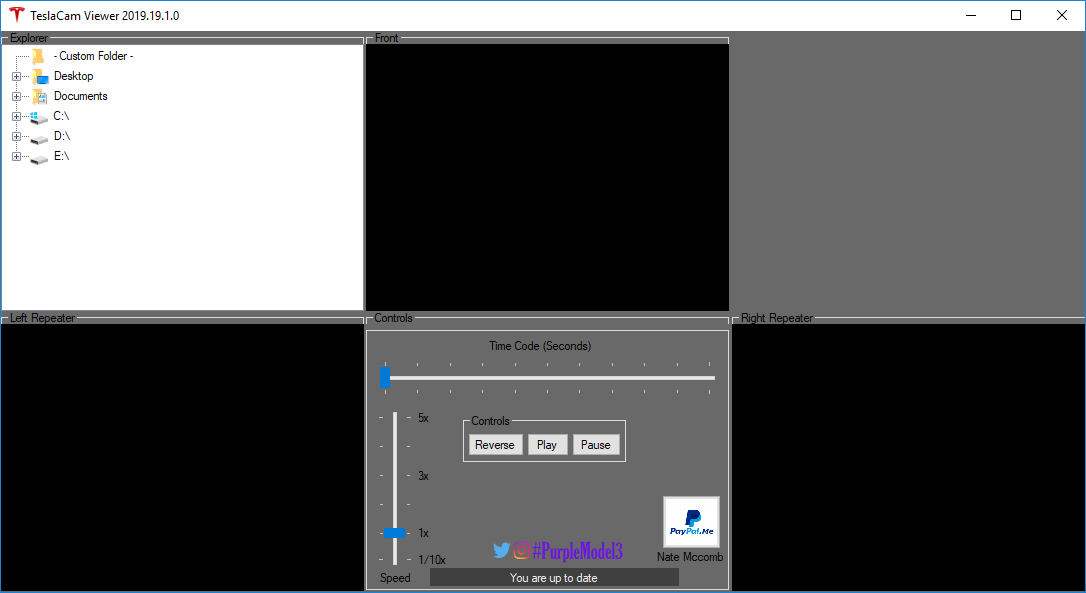 TeslaCam Viewer 2019.19.1.0
Explorer
- Custom Folder -
Desktop
Documents
C:\
D:\
E:\
Front
Left Repeater
Controls
Right Repeater
Time Code (Seconds)
5x
3x
1x
1/10x
Speed
Controls
Reverse
Play
Pause
#PurpleModel3
PayPal.Me
Nate Mccomb
You are up to date